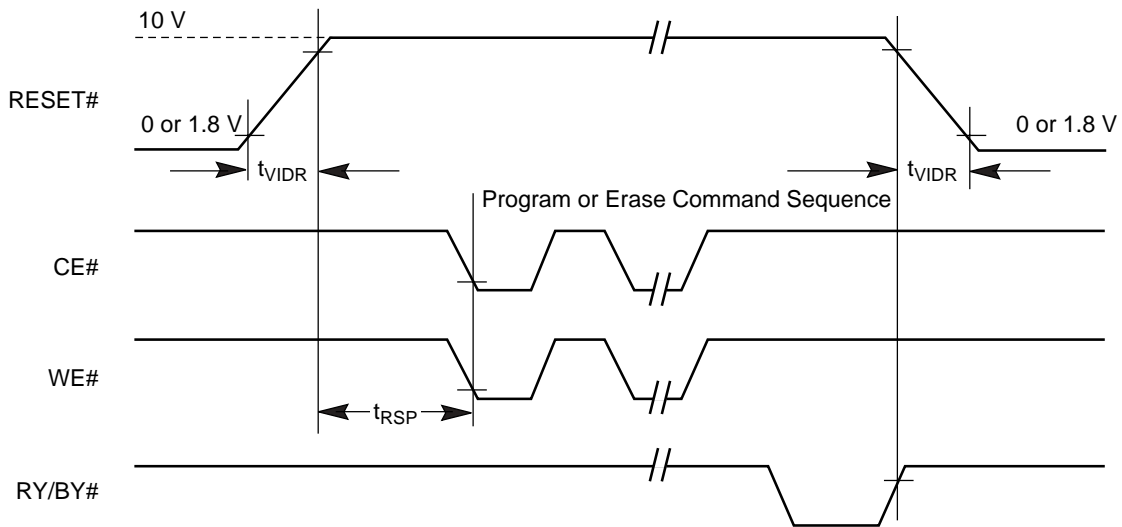 10 V
RESET#
0 or 1.8 V
0 or 1.8 V
tVIDR
tVIDR
Program or Erase Command Sequence
CE#
WE#
tRSP
RY/BY#